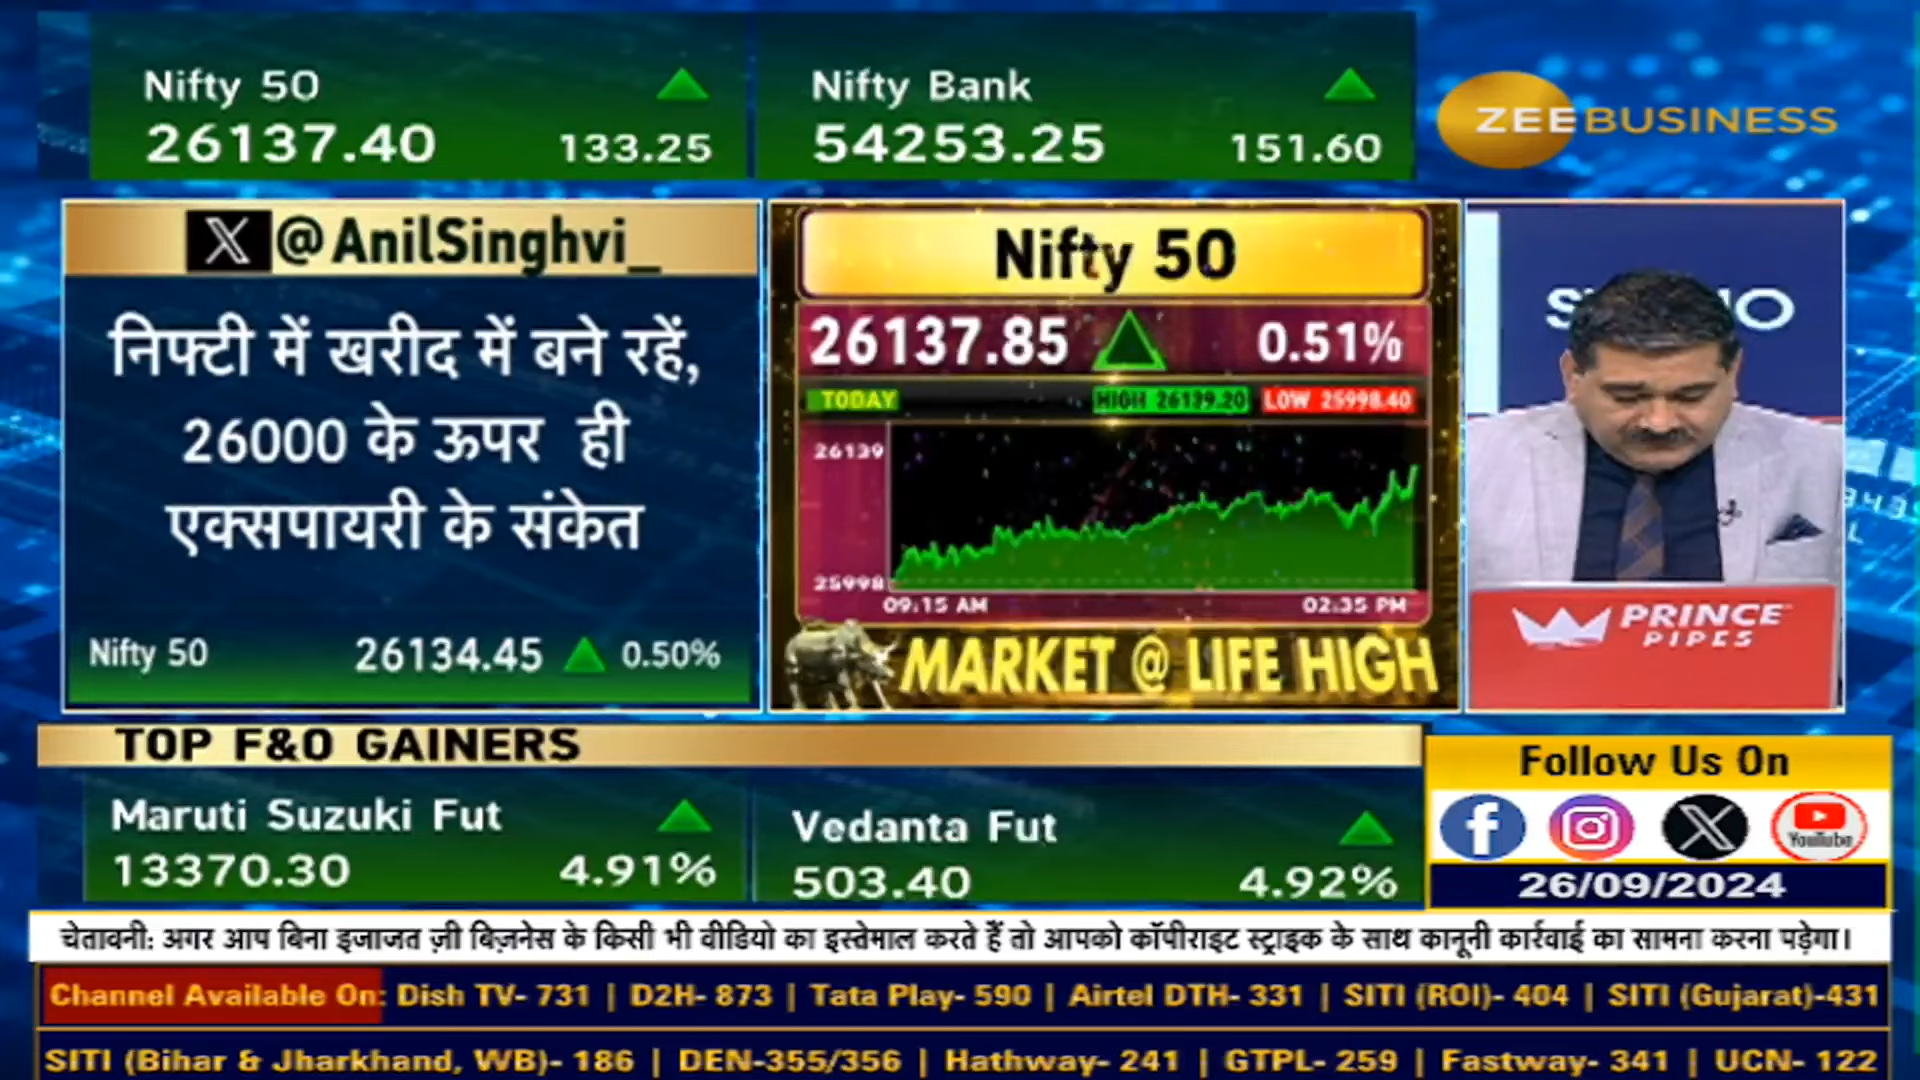 Nifty 50
26137.40 133.25
Nifty Bank
54253.25 151.60
ZEEBUSINESS
X @AnilSinghvi_
निफ्टी में खरीद में बने रहें,
26000 के ऊपर ही
एक्सपायरी के संकेत
Nifty 50 26134.45 0.50%
Nifty 50
26137.85 0.51%
TODAY HIGH 26139.20 LOW 25998.40
26139
25998
09:15 AM 02:35 PM
MARKET @ LIFE HIGH
PRINCE
PIPES
TOP F&O GAINERS
Maruti Suzuki Fut
13370.30 4.91%
Vedanta Fut
503.40 4.92%
Follow Us On
YouTube
26/09/2024
चेतावनी: अगर आप बिना इजाजत ज़ी बिज़नेस के किसी भी वीडियो का इस्तेमाल करते हैं तो आपको कॉपीराइट स्ट्राइक के साथ कानूनी कार्रवाई का सामना करना पड़ेगा।
Channel Available On: Dish TV- 731 | D2H- 873 | Tata Play- 590 | Airtel DTH- 331 | SITI (ROI)- 404 | SITI (Gujarat)-431
SITI (Bihar & Jharkhand, WB)- 186 | DEN-355/356 | Hathway- 241 | GTPL- 259 | Fastway- 341 | UCN- 122